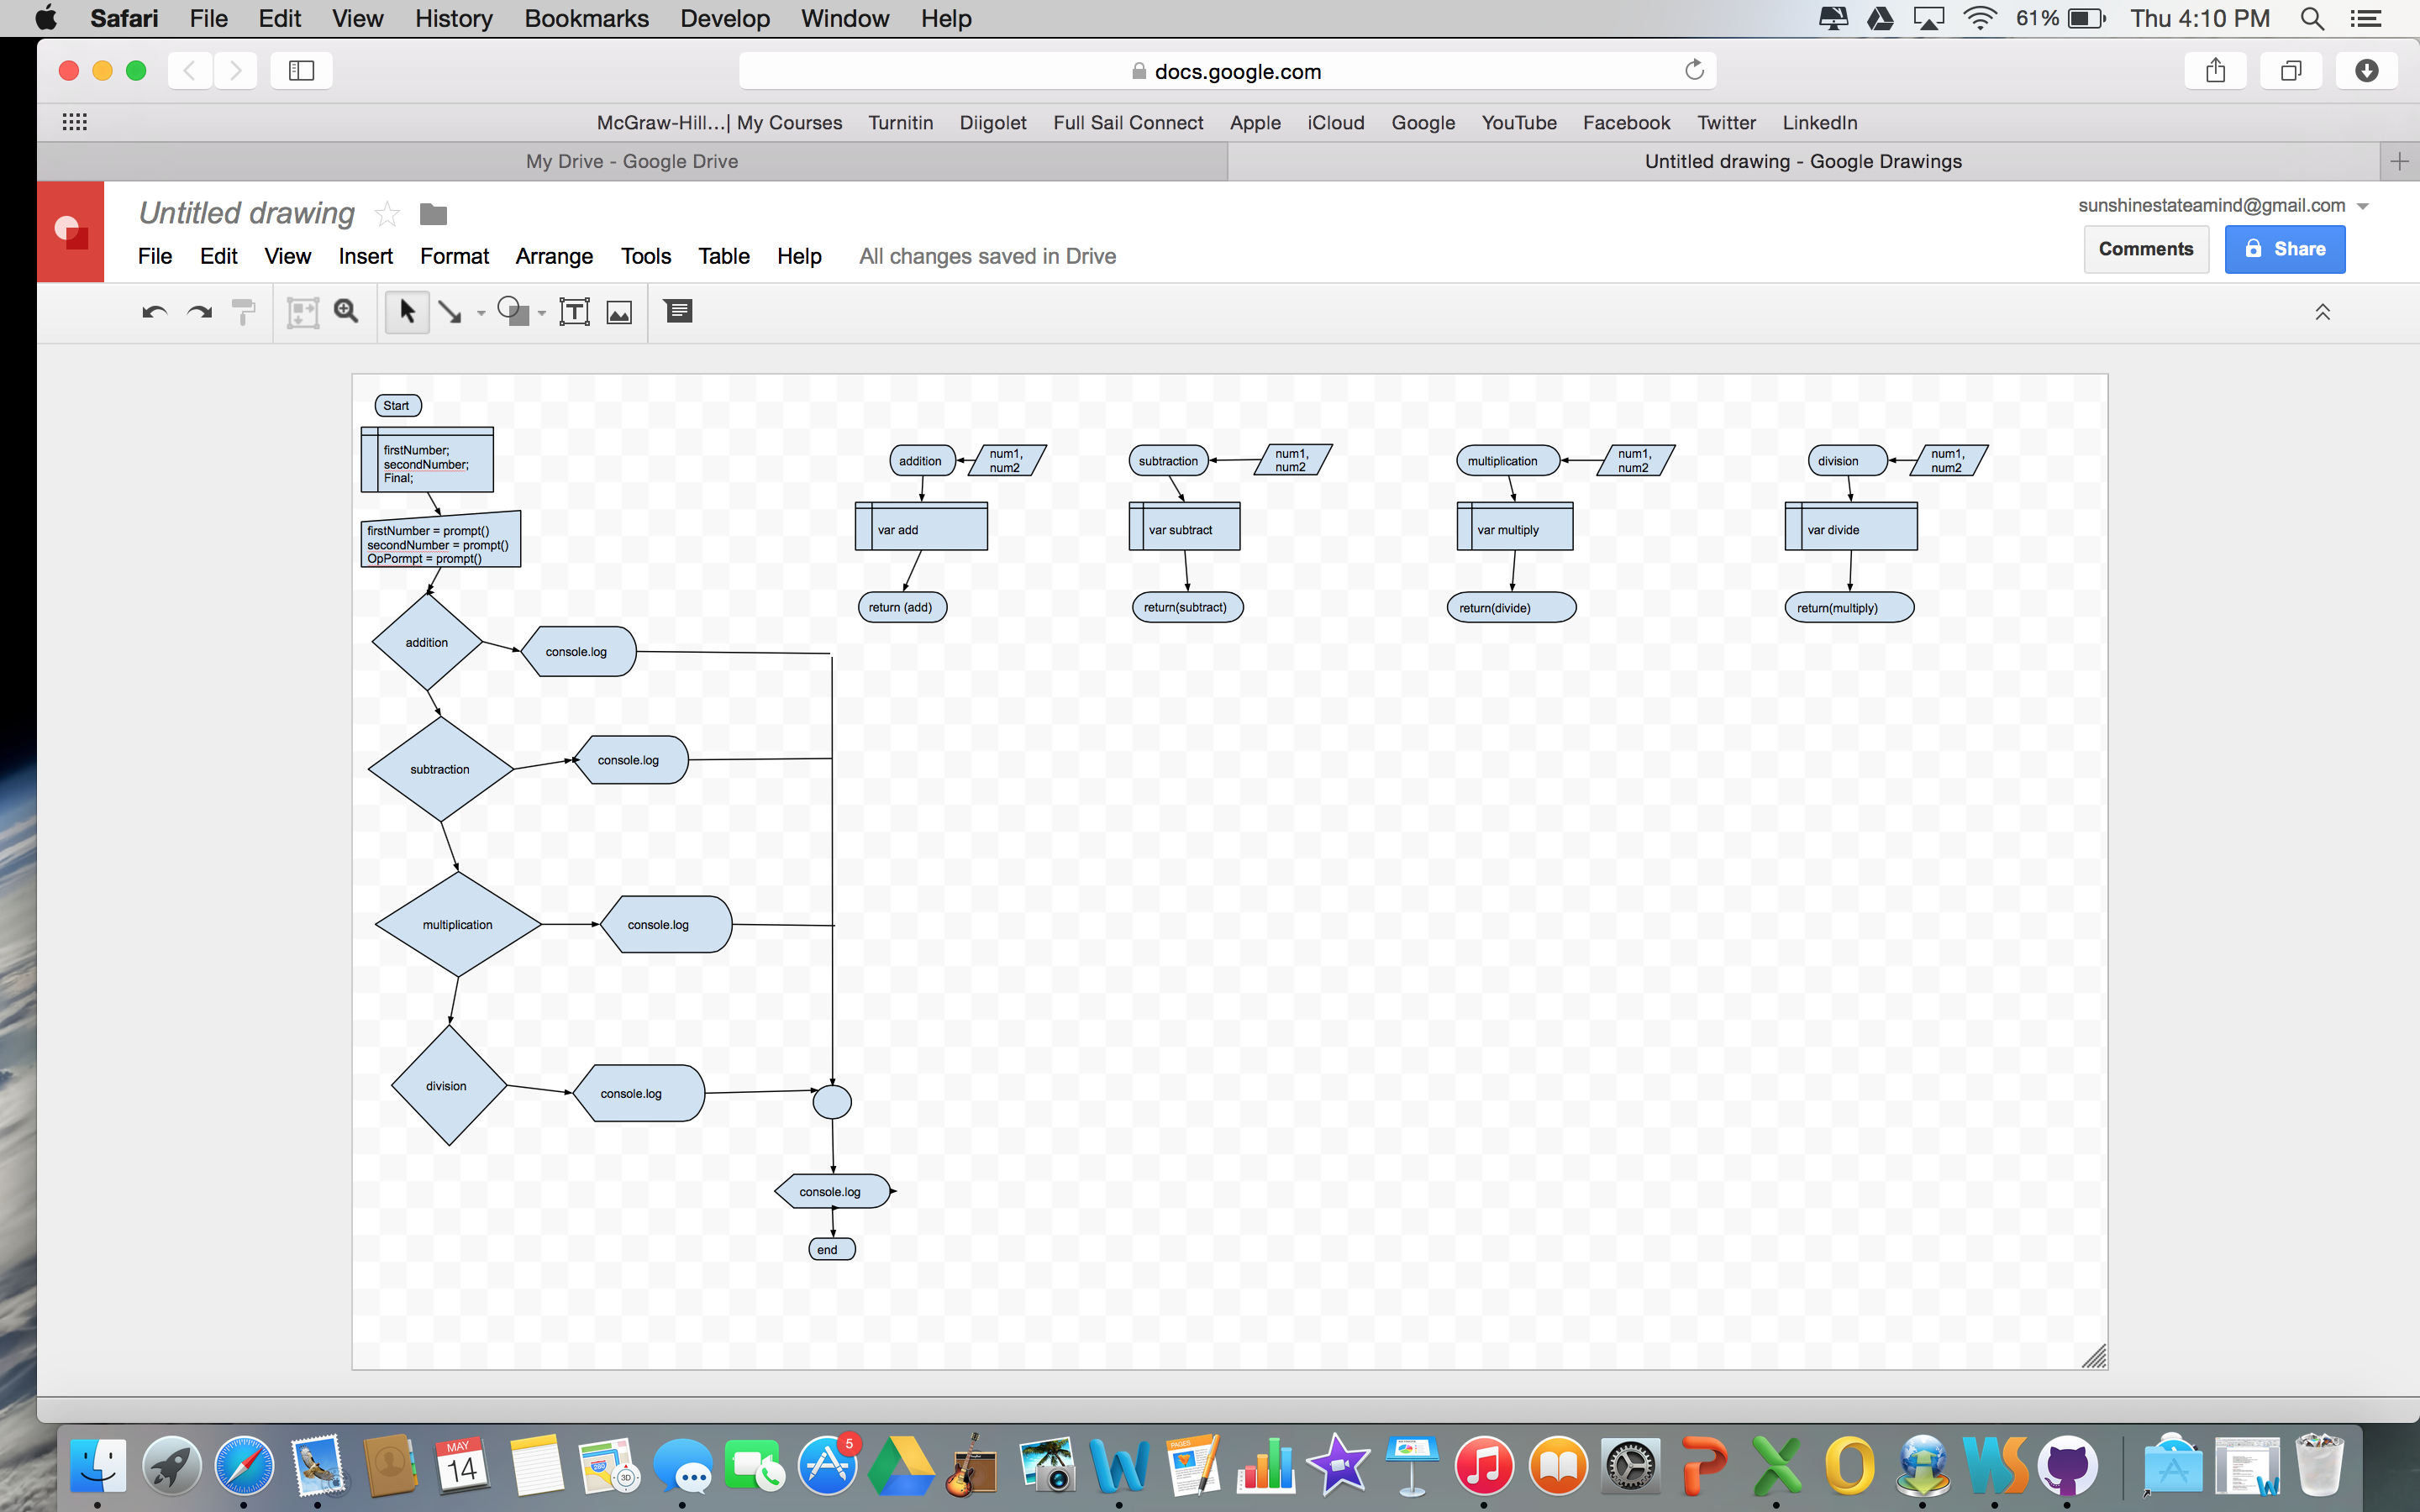 Safari File Edit View History Bookmarks Develop Window Help 61% Thu 4:10 PM
docs.google.com
McGraw-Hill...| My Courses Turnitin Diigolet Full Sail Connect Apple iCloud Google YouTube Facebook Twitter LinkedIn
My Drive - Google Drive Untitled drawing - Google Drawings
Untitled drawing
sunshinestateamind@gmail.com
File Edit View Insert Format Arrange Tools Table Help All changes saved in Drive
Comments Share
Start
firstNumber;
secondNumber;
Final;
firstNumber = prompt()
secondNumber = prompt()
OpPormpt = prompt()
addition
console.log
subtraction
console.log
multiplication
console.log
division
console.log
console.log
end
addition
num1,
num2
var add
return (add)
subtraction
num1,
num2
var subtract
return(subtract)
multiplication
num1,
num2
var multiply
return(divide)
division
num1,
num2
var divide
return(multiply)
MAY
14
3D
5
PAGES